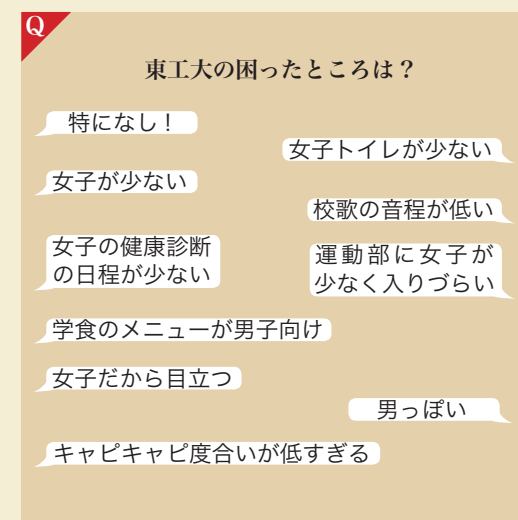 Q
東工大の困ったところは？
特になし！
女子トイレが少ない
女子が少ない
校歌の音程が低い
女子の健康診断
の日程が少ない
運動部に女子が
少なく入りづらい
学食のメニューが男子向け
女子だから目立つ
男っぽい
キャピキャピ度合いが低すぎる